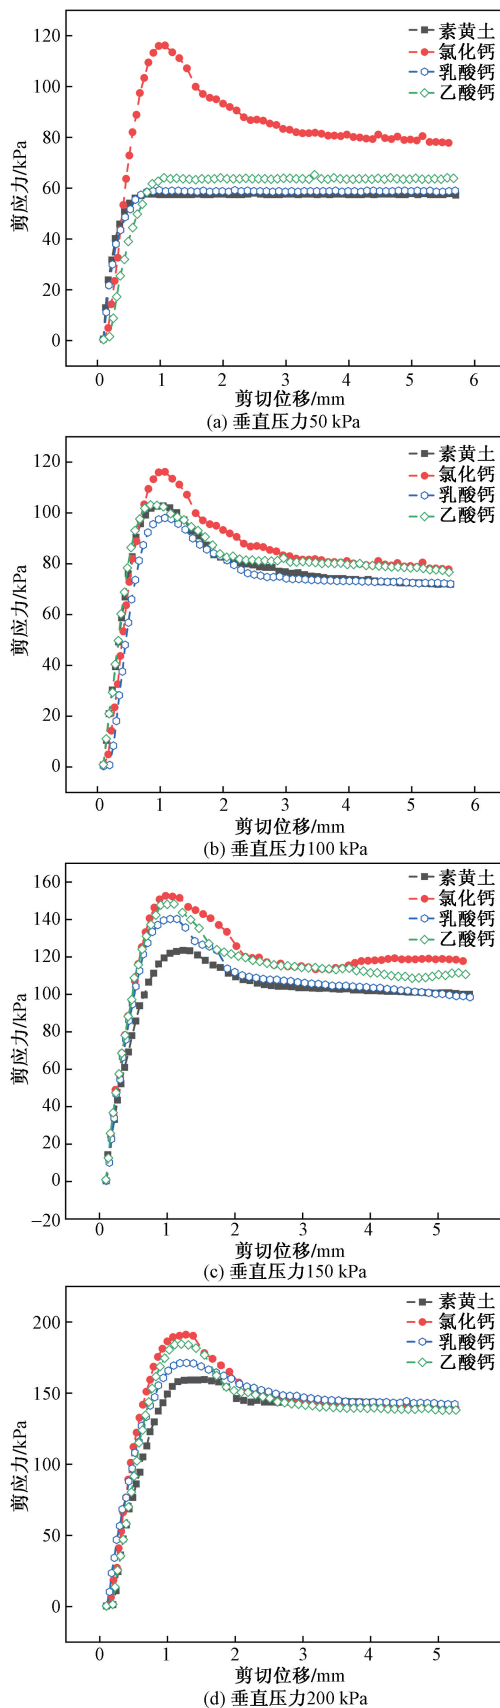 素黄土
氯化钙
乳酸钙
乙酸钙
120
100
80
60
40
20
0
剪应力/kPa
0 1 2 3 4 5 6
剪切位移/mm
(a) 垂直压力50 kPa
素黄土
氯化钙
乳酸钙
乙酸钙
120
100
80
60
40
20
0
剪应力/kPa
0 1 2 3 4 5 6
剪切位移/mm
(b) 垂直压力100 kPa
素黄土
氯化钙
乳酸钙
乙酸钙
160
140
120
100
80
60
40
20
0
−20
剪应力/kPa
0 1 2 3 4 5
剪切位移/mm
(c) 垂直压力150 kPa
素黄土
氯化钙
乳酸钙
乙酸钙
200
150
100
50
0
剪应力/kPa
0 1 2 3 4 5
剪切位移/mm
(d) 垂直压力200 kPa